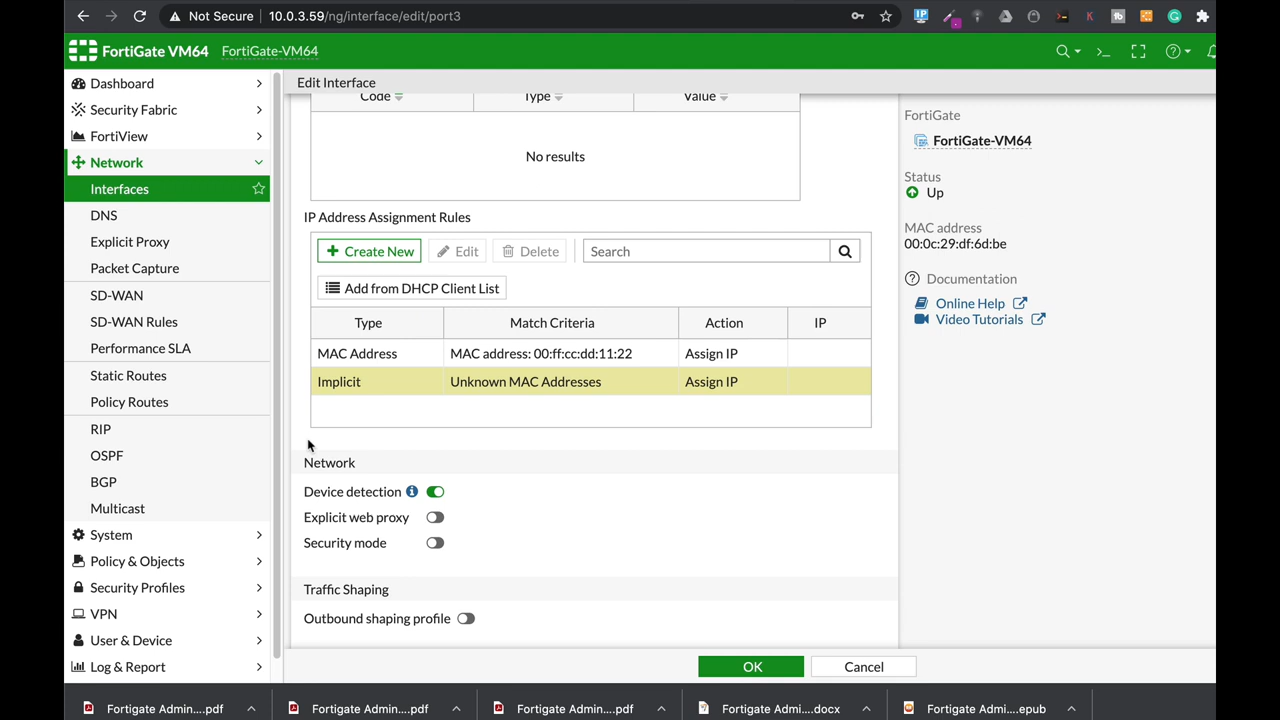 Not Secure | 10.0.3.59/ng/interface/edit/port3
FortiGate VM64 FortiGate-VM64
Dashboard
Security Fabric
FortiView
Network
Interfaces
DNS
Explicit Proxy
Packet Capture
SD-WAN
SD-WAN Rules
Performance SLA
Static Routes
Policy Routes
RIP
OSPF
BGP
Multicast
System
Policy & Objects
Security Profiles
VPN
User & Device
Log & Report
Edit Interface
Code Type Value
No results
IP Address Assignment Rules
+ Create New Edit Delete Search
Add from DHCP Client List
Type Match Criteria Action IP
MAC Address MAC address: 00:ff:cc:dd:11:22 Assign IP
Implicit Unknown MAC Addresses Assign IP
Network
Device detection
Explicit web proxy
Security mode
Traffic Shaping
Outbound shaping profile
OK Cancel
FortiGate
FortiGate-VM64
Status
Up
MAC address
00:0c:29:df:6d:be
Documentation
Online Help
Video Tutorials
Fortigate Admin....pdf Fortigate Admin....pdf Fortigate Admin....pdf Fortigate Admi....docx Fortigate Admi....epub